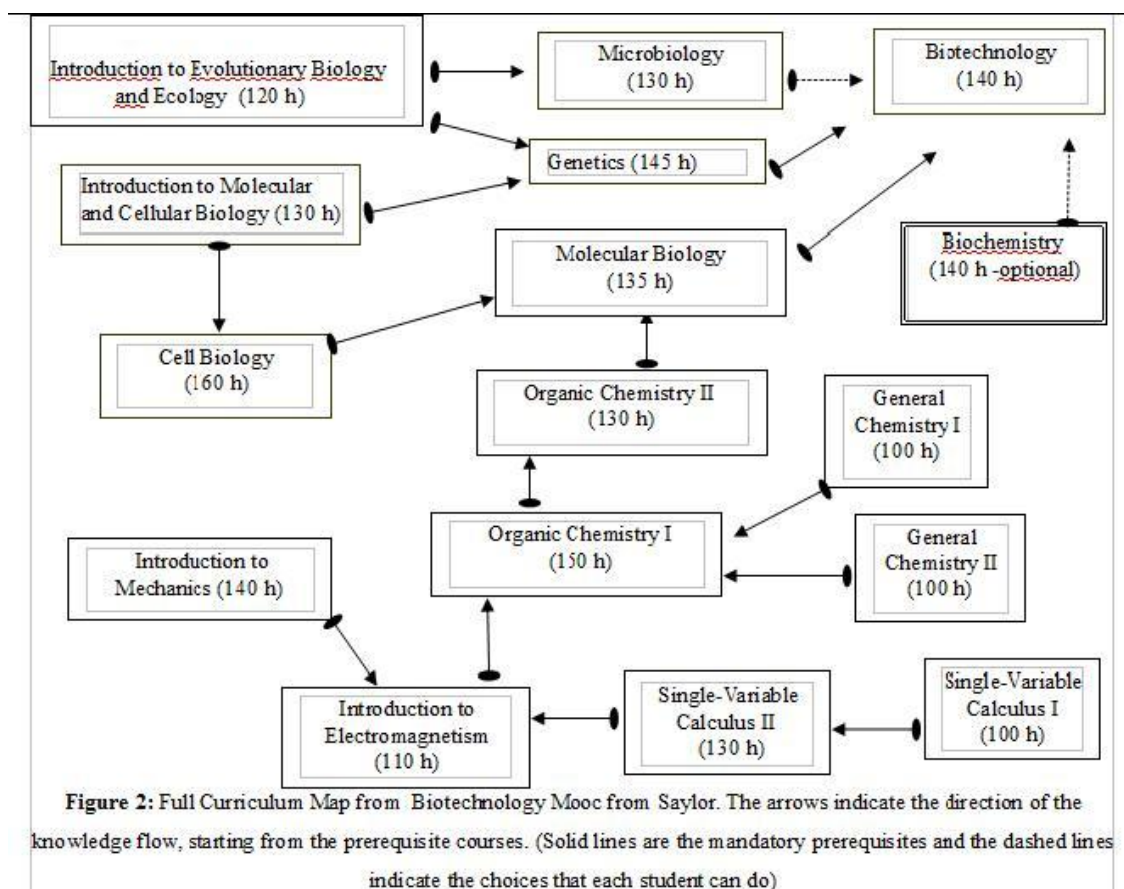 Introduction to Evolutionary Biology
and Ecology (120 h)
Microbiology
(130 h)
Biotechnology
(140 h)
Genetics (145 h)
Introduction to Molecular
and Cellular Biology (130 h)
Molecular Biology
(135 h)
Biochemistry
(140 h -optional)
Cell Biology
(160 h)
Organic Chemistry II
(130 h)
General
Chemistry I
(100 h)
Organic Chemistry I
(150 h)
General
Chemistry II
(100 h)
Introduction to
Mechanics (140 h)
Introduction to
Electromagnetism
(110 h)
Single-Variable
Calculus II
(130 h)
Single-Variable
Calculus I
(100 h)
Figure 2: Full Curriculum Map from Biotechnology Mooc from Saylor. The arrows indicate the direction of the
knowledge flow, starting from the prerequisite courses. (Solid lines are the mandatory prerequisites and the dashed lines
indicate the choices that each student can do)